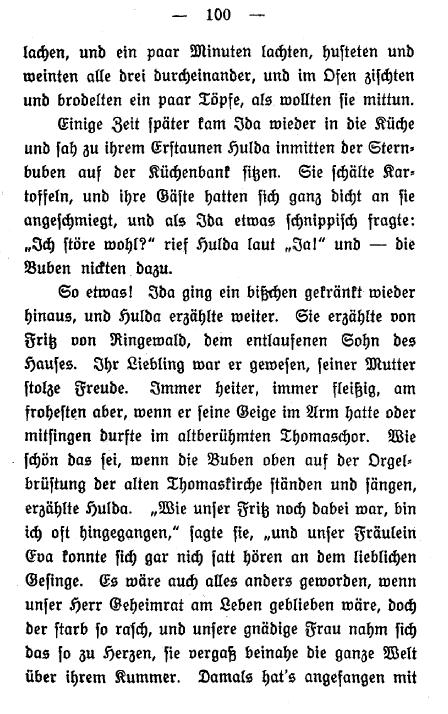 — 100 —
lachen, und ein paar Minuten lachten, husteten und
weinten alle drei durcheinander, und im Ofen zischten
und brodelten ein paar Töpfe, als wollten sie mittun.
Einige Zeit später kam Ida wieder in die Küche
und sah zu ihrem Erstaunen Hulda inmitten der Stern-
buben auf der Küchenbank sitzen. Sie schälte Kar-
toffeln, und ihre Gäste hatten sich ganz dicht an sie
angeschmiegt, und als Ida etwas schnippisch fragte:
„Ich störe wohl?“ rief Hulda laut „Ja!“ und — die
Buben nickten dazu.
So etwas! Ida ging ein bißchen gekränkt wieder
hinaus, und Hulda erzählte weiter. Sie erzählte von
Fritz von Ringewald, dem entlaufenen Sohn des
Hauses. Ihr Liebling war er gewesen, seiner Mutter
stolze Freude. Immer heiter, immer fleißig, am
frohesten aber, wenn er seine Geige im Arm hatte oder
mitsingen durfte im altberühmten Thomaschor. Wie
schön das sei, wenn die Buben oben auf der Orgel-
brüstung der alten Thomaskirche ständen und sängen,
erzählte Hulda. „Wie unser Fritz noch dabei war, bin
ich oft hingegangen,“ sagte sie, „und unser Fräulein
Eva konnte sich gar nich satt hören an dem lieblichen
Gesinge. Es wäre auch alles anders geworden, wenn
unser Herr Geheimrat am Leben geblieben wäre, doch
der starb so rasch, und unsere gnädige Frau nahm sich
das so zu Herzen, sie vergaß beinahe die ganze Welt
über ihrem Kummer. Damals hat's angefangen mit